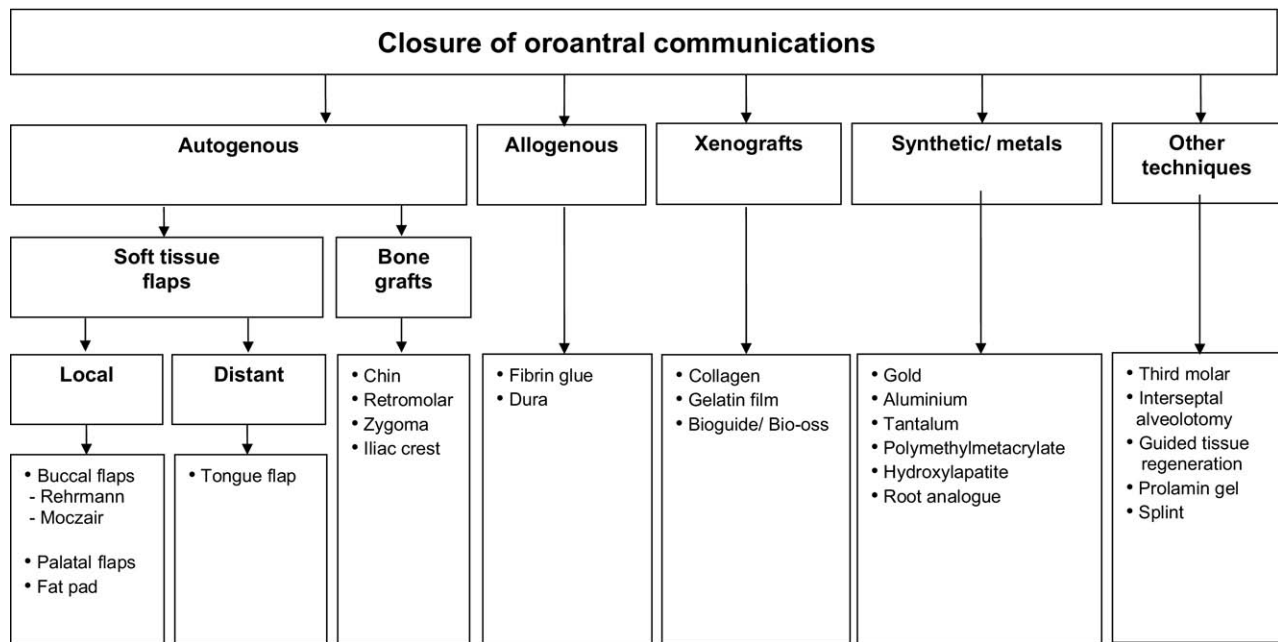 Closure of oroantral communications
Autogenous
Allogenous
Xenografts
Synthetic/ metals
Other
techniques
Soft tissue
flaps
Bone
grafts
Local
Distant
• Buccal flaps
- Rehrmann
- Moczair
• Palatal flaps
• Fat pad
• Tongue flap
• Chin
• Retromolar
• Zygoma
• Iliac crest
• Fibrin glue
• Dura
• Collagen
• Gelatin film
• Bioguide/ Bio-oss
• Gold
• Aluminium
• Tantalum
• Polymethylmetacrylate
• Hydroxylapatite
• Root analogue
• Third molar
• Interseptal
alveolotomy
• Guided tissue
regeneration
• Prolamin gel
• Splint